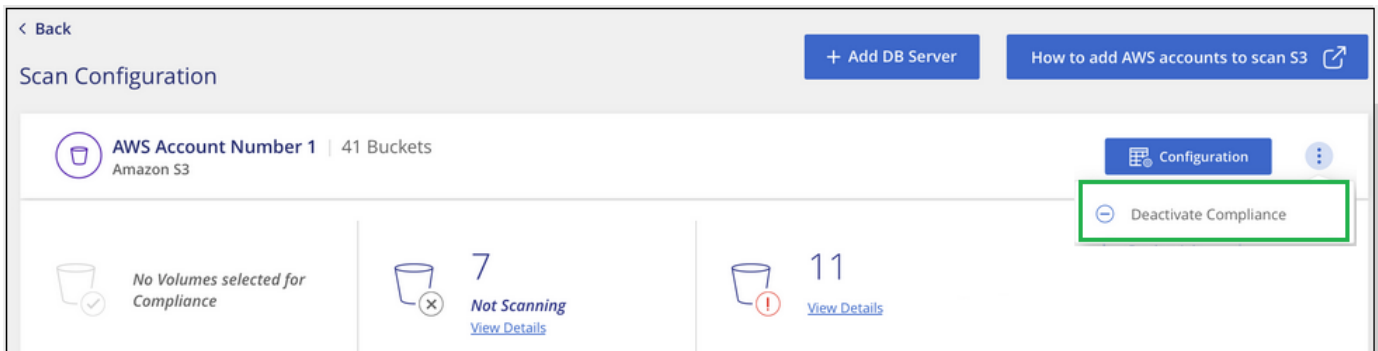 < Back
Scan Configuration
+ Add DB Server
How to add AWS accounts to scan S3
AWS Account Number 1 | 41 Buckets
Amazon S3
Configuration
Deactivate Compliance
No Volumes selected for
Compliance
7
Not Scanning
View Details
11
View Details